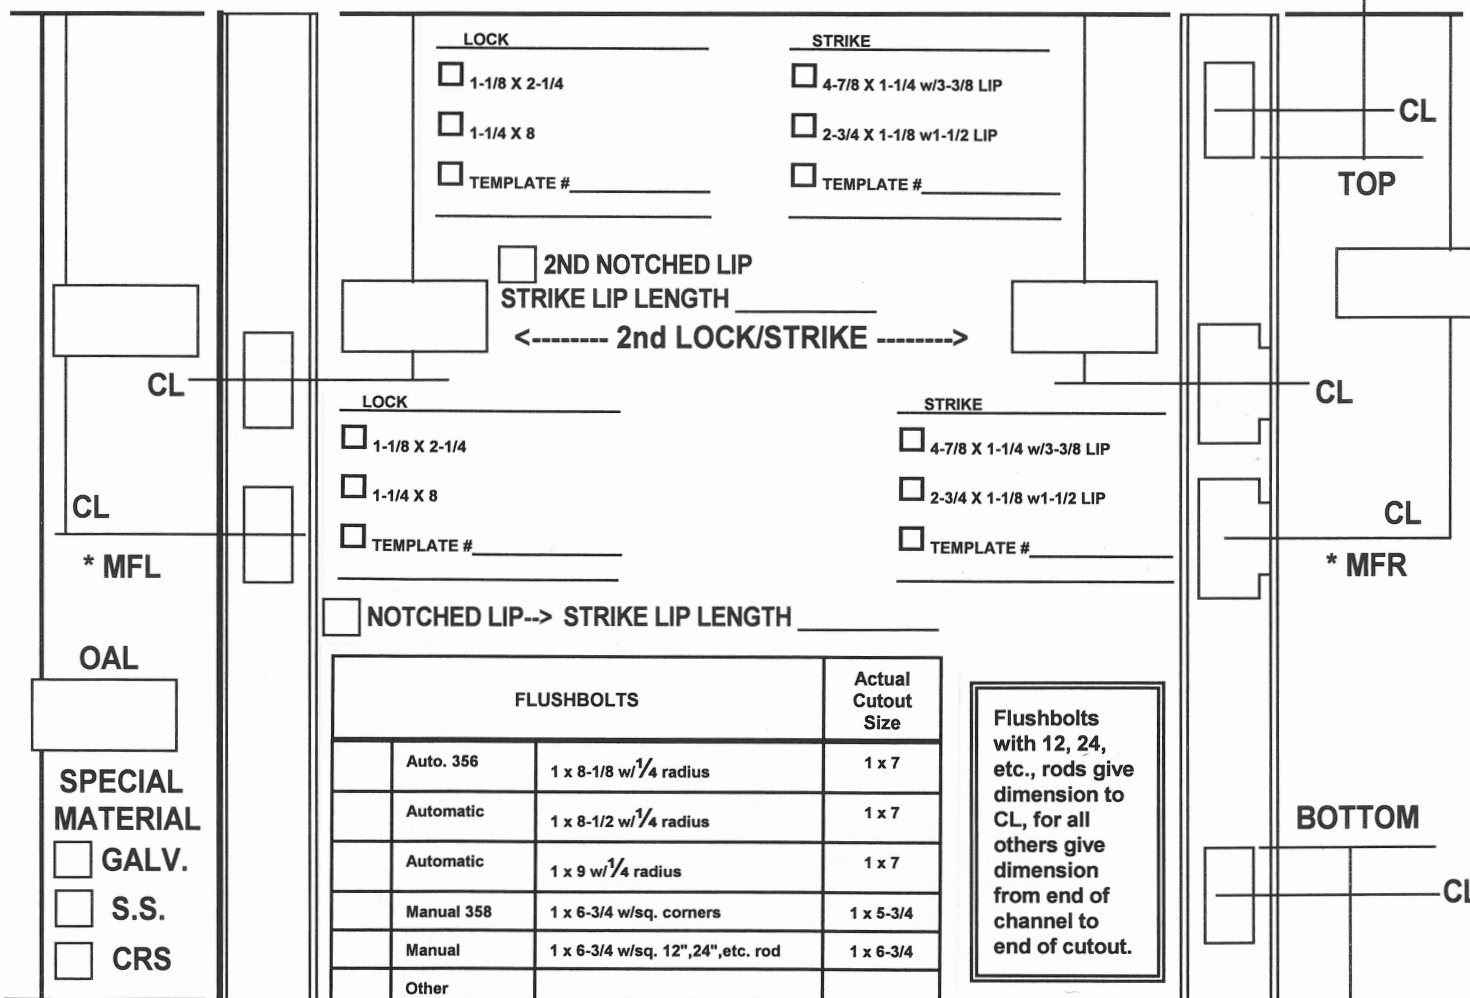 LOCK
1-1/8 X 2-1/4
1-1/4 X 8
TEMPLATE #
STRIKE
4-7/8 X 1-1/4 w/3-3/8 LIP
2-3/4 X 1-1/8 w1-1/2 LIP
TEMPLATE #
CL
TOP
2ND NOTCHED LIP
STRIKE LIP LENGTH
<-------- 2nd LOCK/STRIKE -------->
CL
CL
LOCK
1-1/8 X 2-1/4
1-1/4 X 8
TEMPLATE #
STRIKE
4-7/8 X 1-1/4 w/3-3/8 LIP
2-3/4 X 1-1/8 w1-1/2 LIP
TEMPLATE #
CL
* MFL
CL
* MFR
NOTCHED LIP--> STRIKE LIP LENGTH
OAL
SPECIAL
MATERIAL
GALV.
S.S.
CRS
FLUSHBOLTS
Actual
Cutout
Size
Auto. 356 1 x 8-1/8 w/1/4 radius 1 x 7
Automatic 1 x 8-1/2 w/1/4 radius 1 x 7
Automatic 1 x 9 w/1/4 radius 1 x 7
Manual 358 1 x 6-3/4 w/sq. corners 1 x 5-3/4
Manual 1 x 6-3/4 w/sq. 12",24",etc. rod 1 x 6-3/4
Other
Flushbolts
with 12, 24,
etc., rods give
dimension to
CL, for all
others give
dimension
from end of
channel to
end of cutout.
BOTTOM
CL